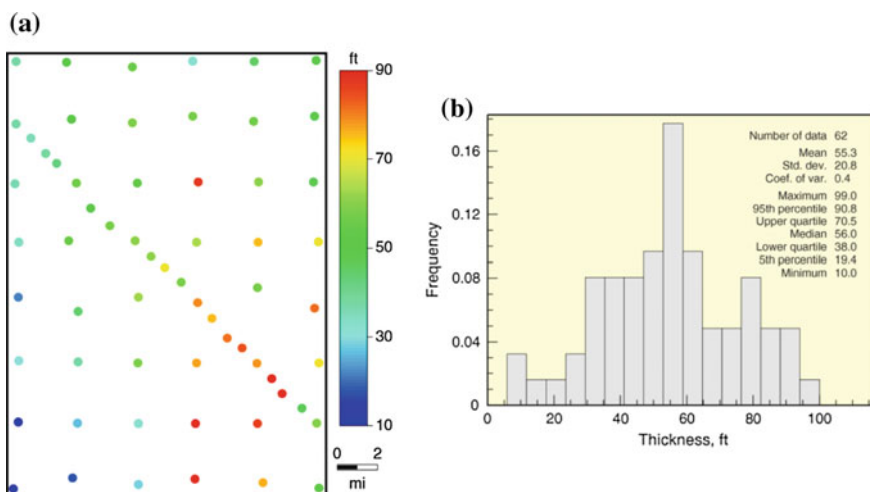 (a)
ft
90
70
50
30
10
0 2
mi
(b)
Number of data 62
Mean 55.3
Std. dev. 20.8
Coef. of var. 0.4
Maximum 99.0
95th percentile 90.8
Upper quartile 70.5
Median 56.0
Lower quartile 38.0
5th percentile 19.4
Minimum 10.0
Frequency
0.16
0.12
0.08
0.04
0
0 20 40 60 80 100
Thickness, ft